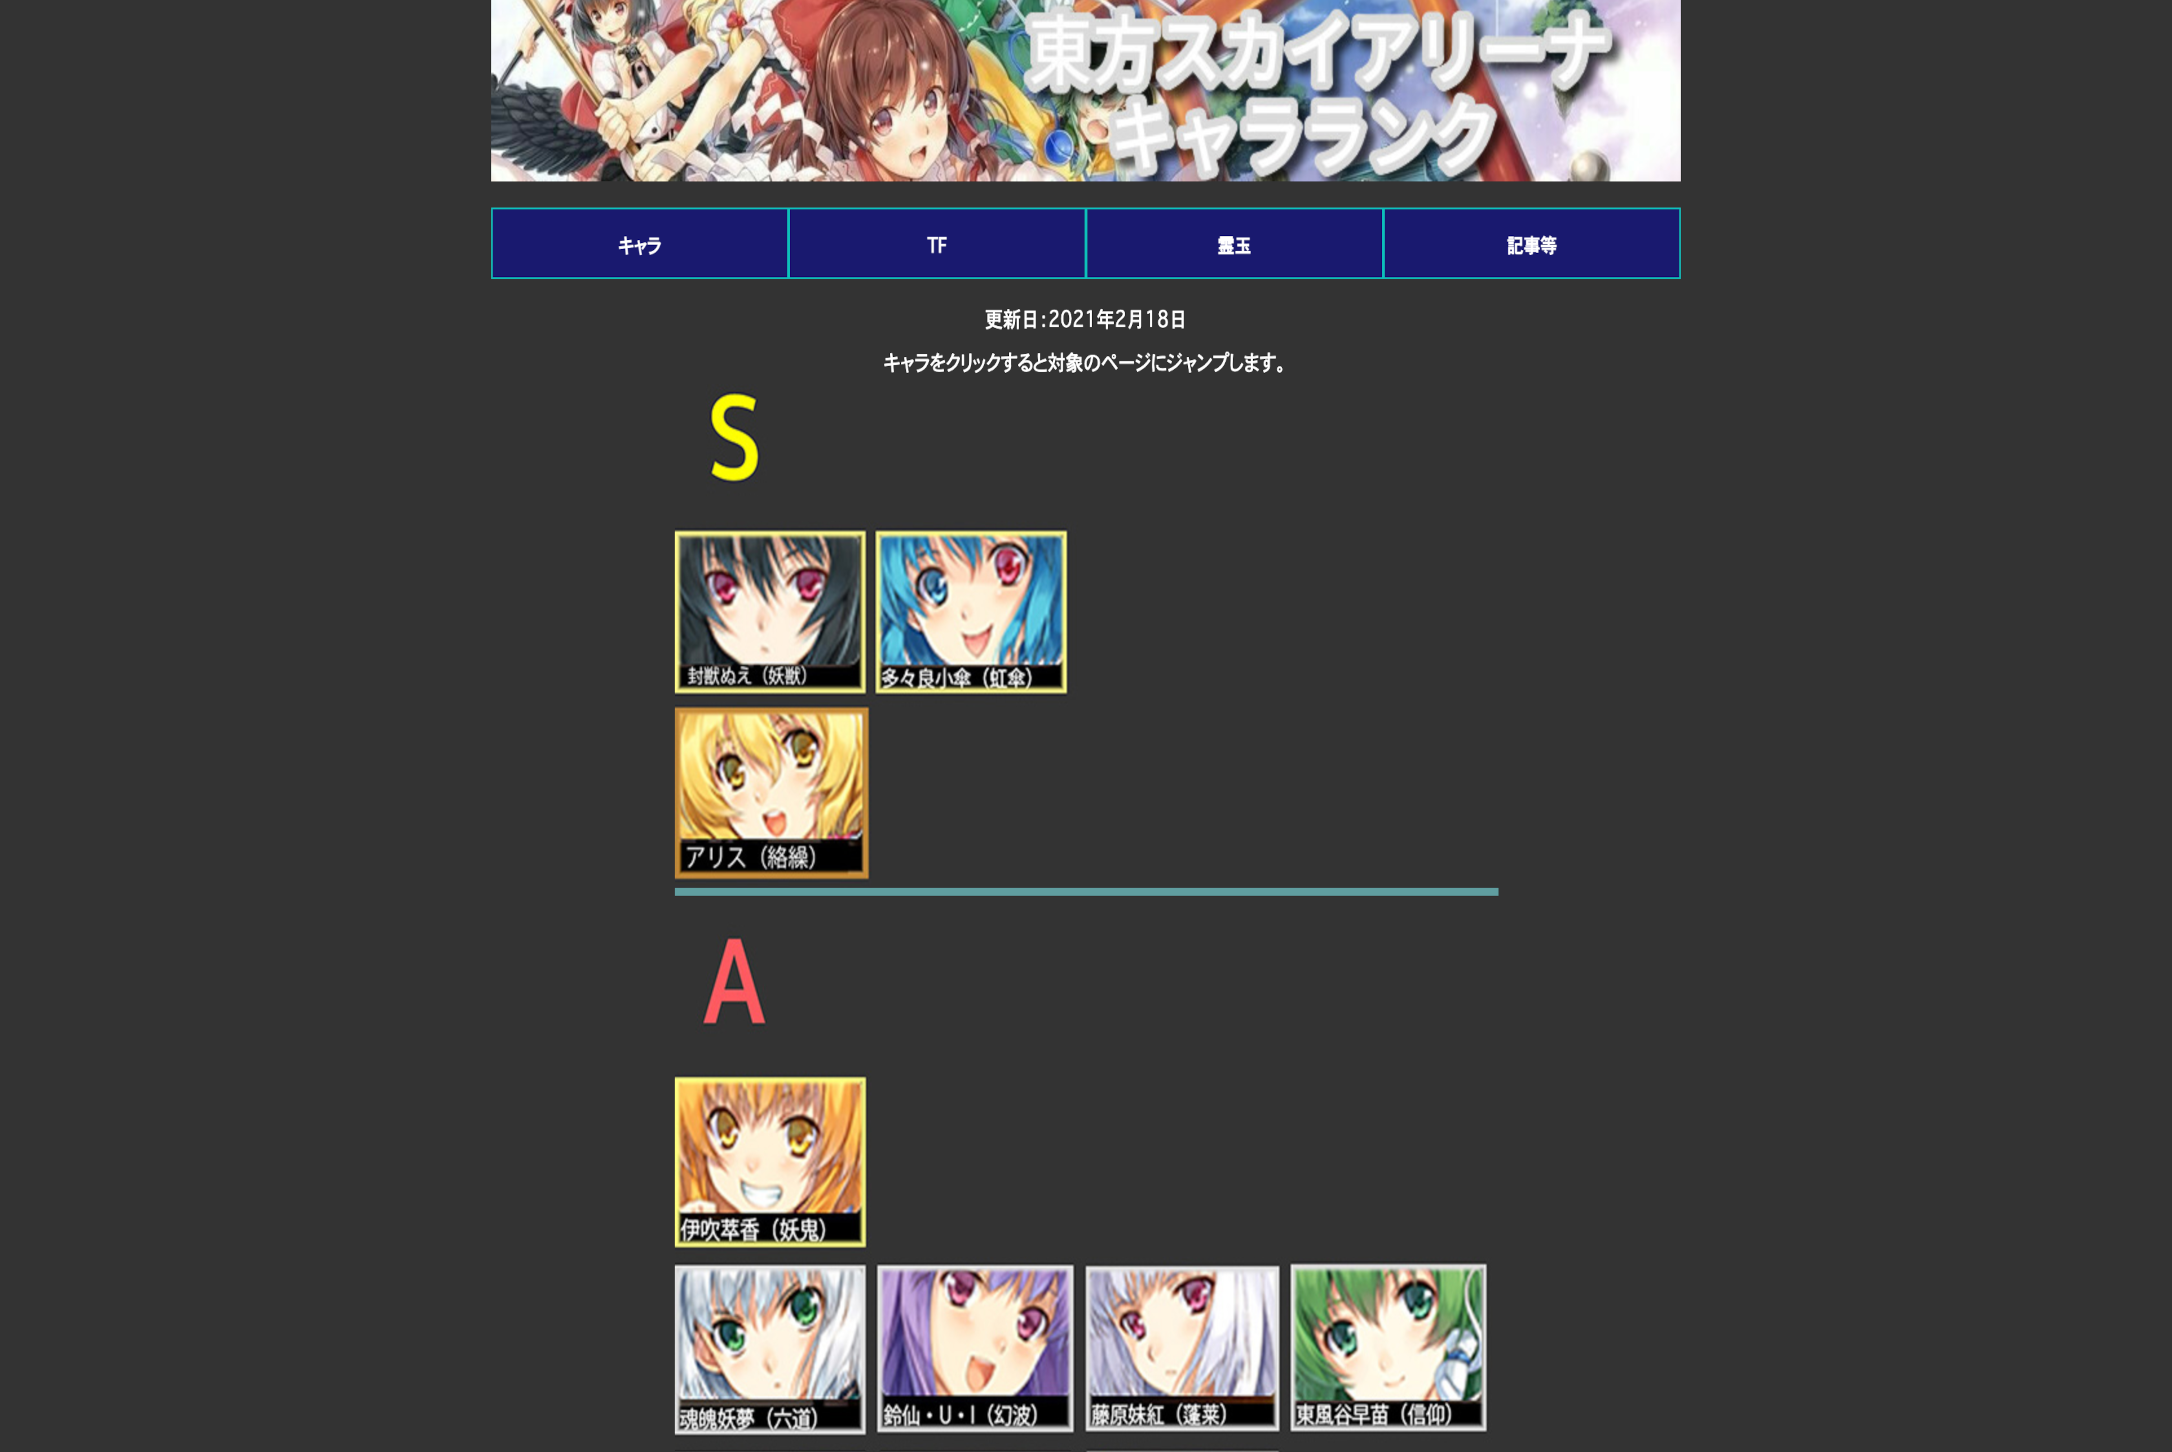 東方スカイアリーナ
キャラランク
キャラ
TF
霊玉
記事等
更新日：2021年2月18日
キャラをクリックすると対象のページにジャンプします。
S
封獣ぬえ（妖獣）
多々良小傘（虹傘）
アリス（絡繰）
A
伊吹萃香（妖鬼）
魂魄妖夢（六道）
鈴仙・U・I（幻波）
藤原妹紅（蓬莱）
東風谷早苗（信仰）